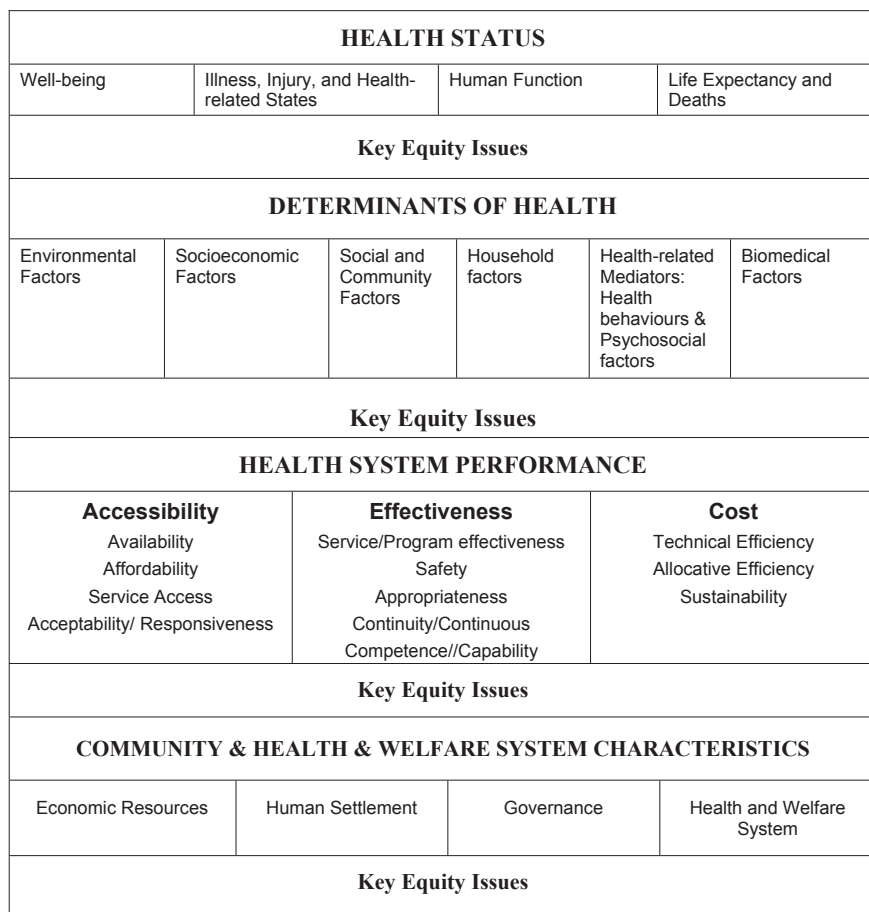 HEALTH STATUS
Well-being
Illness, Injury, and Health-
related States
Human Function
Life Expectancy and
Deaths
Key Equity Issues
DETERMINANTS OF HEALTH
Environmental
Factors
Socioeconomic
Factors
Social and
Community
Factors
Household
factors
Health-related
Mediators:
Health
behaviours &
Psychosocial
factors
Biomedical
Factors
Key Equity Issues
HEALTH SYSTEM PERFORMANCE
Accessibility
Availability
Affordability
Service Access
Acceptability/ Responsiveness
Effectiveness
Service/Program effectiveness
Safety
Appropriateness
Continuity/Continuous
Competence//Capability
Cost
Technical Efficiency
Allocative Efficiency
Sustainability
Key Equity Issues
COMMUNITY & HEALTH & WELFARE SYSTEM CHARACTERISTICS
Economic Resources
Human Settlement
Governance
Health and Welfare
System
Key Equity Issues